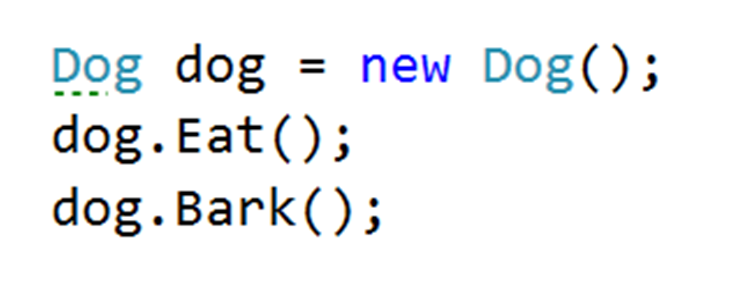 Dog dog = new Dog();
dog.Eat();
dog.Bark();